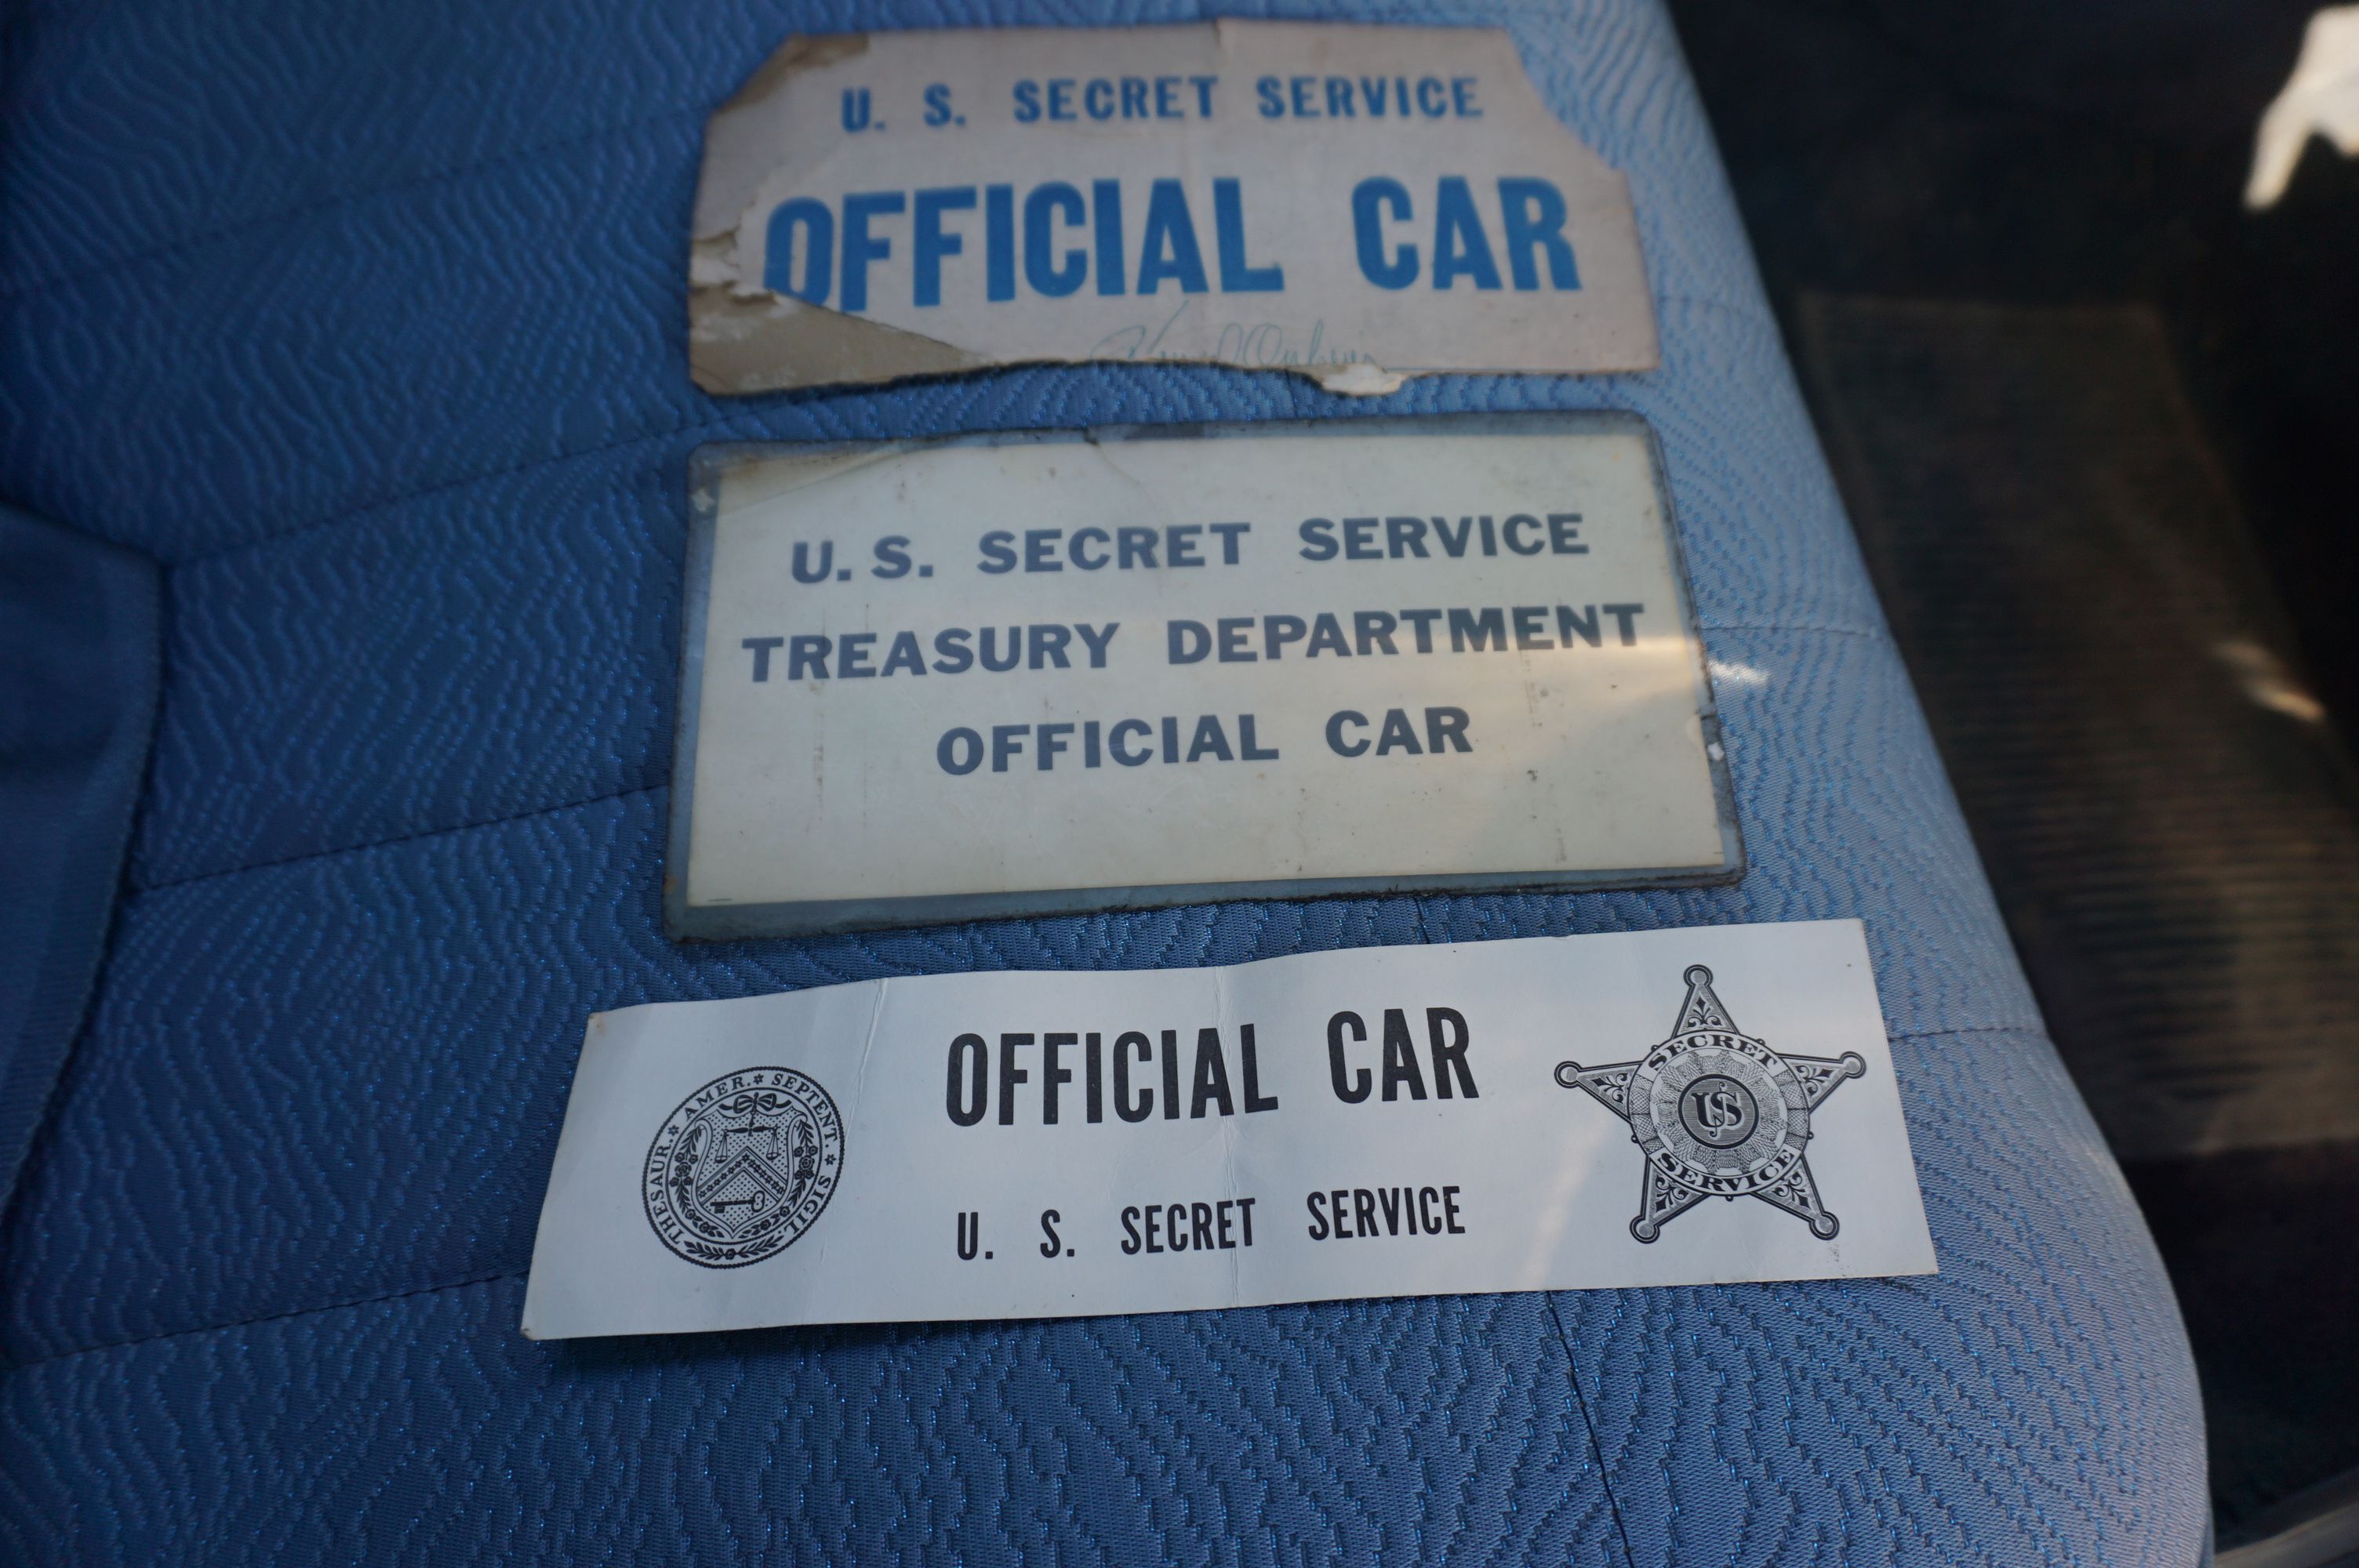 U. S. SECRET SERVICE
OFFICIAL CAR
U.S. SECRET SERVICE
TREASURY DEPARTMENT
OFFICIAL CAR
THESAUR. AMER. SEPTENT. SIGIL.
OFFICIAL CAR
U. S. SECRET SERVICE
SECRET
US
SERVICE